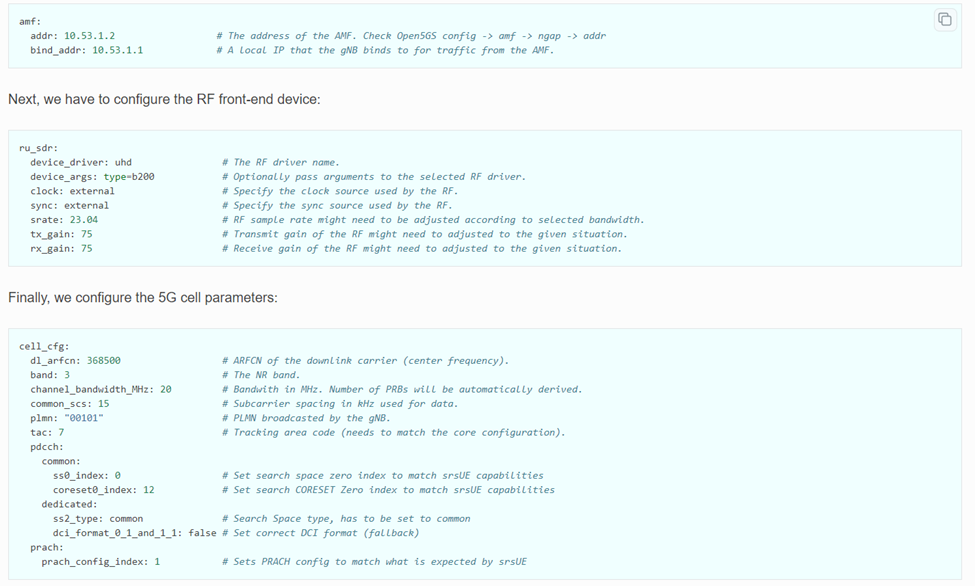 amf:
  addr: 10.53.1.2                  # The address of the AMF. Check Open5GS config -> amf -> ngap -> addr
  bind_addr: 10.53.1.1             # A local IP that the gNB binds to for traffic from the AMF.
Next, we have to configure the RF front-end device:
ru_sdr:
  device_driver: uhd                # The RF driver name.
  device_args: type=b200            # Optionally pass arguments to the selected RF driver.
  clock: external                   # Specify the clock source used by the RF.
  sync: external                    # Specify the sync source used by the RF.
  srate: 23.04                      # RF sample rate might need to be adjusted according to selected bandwidth.
  tx_gain: 75                       # Transmit gain of the RF might need to adjusted to the given situation.
  rx_gain: 75                       # Receive gain of the RF might need to adjusted to the given situation.
Finally, we configure the 5G cell parameters:
cell_cfg:
  dl_arfcn: 368500                  # ARFCN of the downlink carrier (center frequency).
  band: 3                           # The NR band.
  channel_bandwidth_MHz: 20         # Bandwith in MHz. Number of PRBs will be automatically derived.
  common_scs: 15                    # Subcarrier spacing in kHz used for data.
  plmn: "00101"                     # PLMN broadcasted by the gNB.
  tac: 7                            # Tracking area code (needs to match the core configuration).
  pdcch:
    common:
      ss0_index: 0                  # Set search space zero index to match srsUE capabilities
      coreset0_index: 12            # Set search CORESET Zero index to match srsUE capabilities
    dedicated:
      ss2_type: common              # Search Space type, has to be set to common
      dci_format_0_1_and_1_1: false # Set correct DCI format (fallback)
  prach:
    prach_config_index: 1           # Sets PRACH config to match what is expected by srsUE